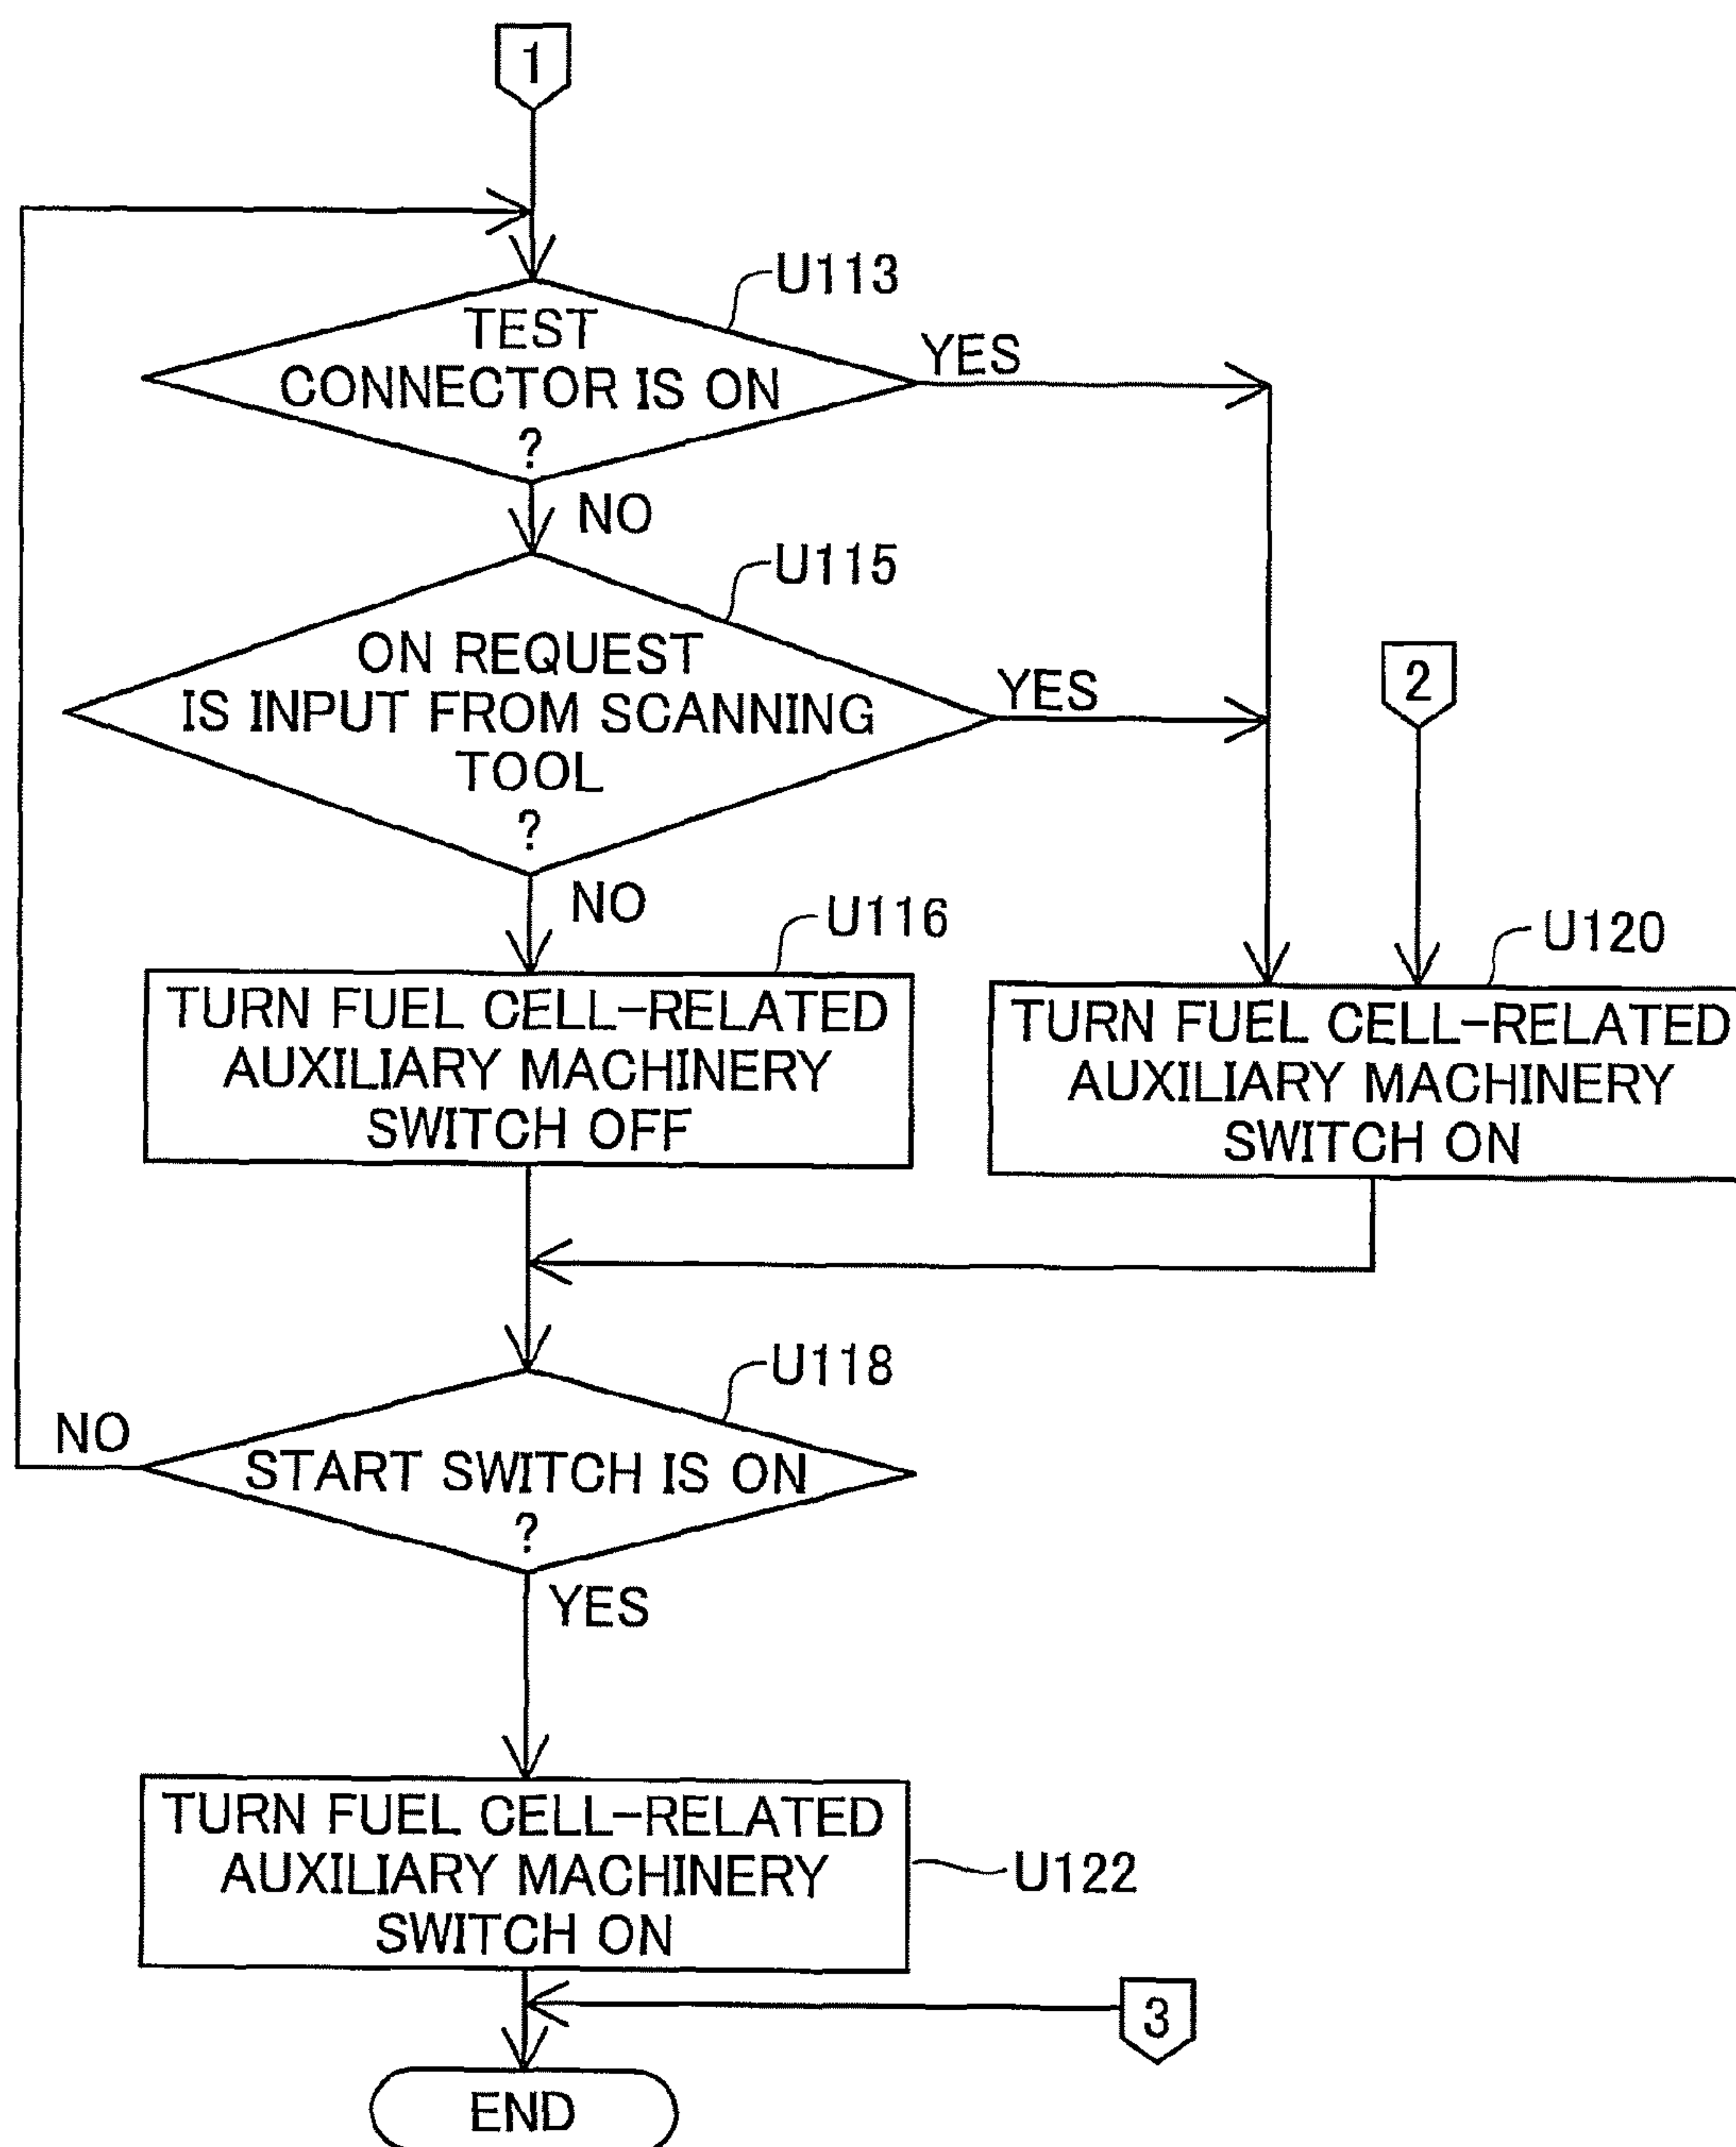 1
U113
TEST
CONNECTOR IS ON
?
YES
NO
U115
ON REQUEST
IS INPUT FROM SCANNING
TOOL
?
YES
2
NO
U116
TURN FUEL CELL-RELATED
AUXILIARY MACHINERY
SWITCH OFF
U120
TURN FUEL CELL-RELATED
AUXILIARY MACHINERY
SWITCH ON
U118
NO
START SWITCH IS ON
?
YES
TURN FUEL CELL-RELATED
AUXILIARY MACHINERY
SWITCH ON
U122
3
END